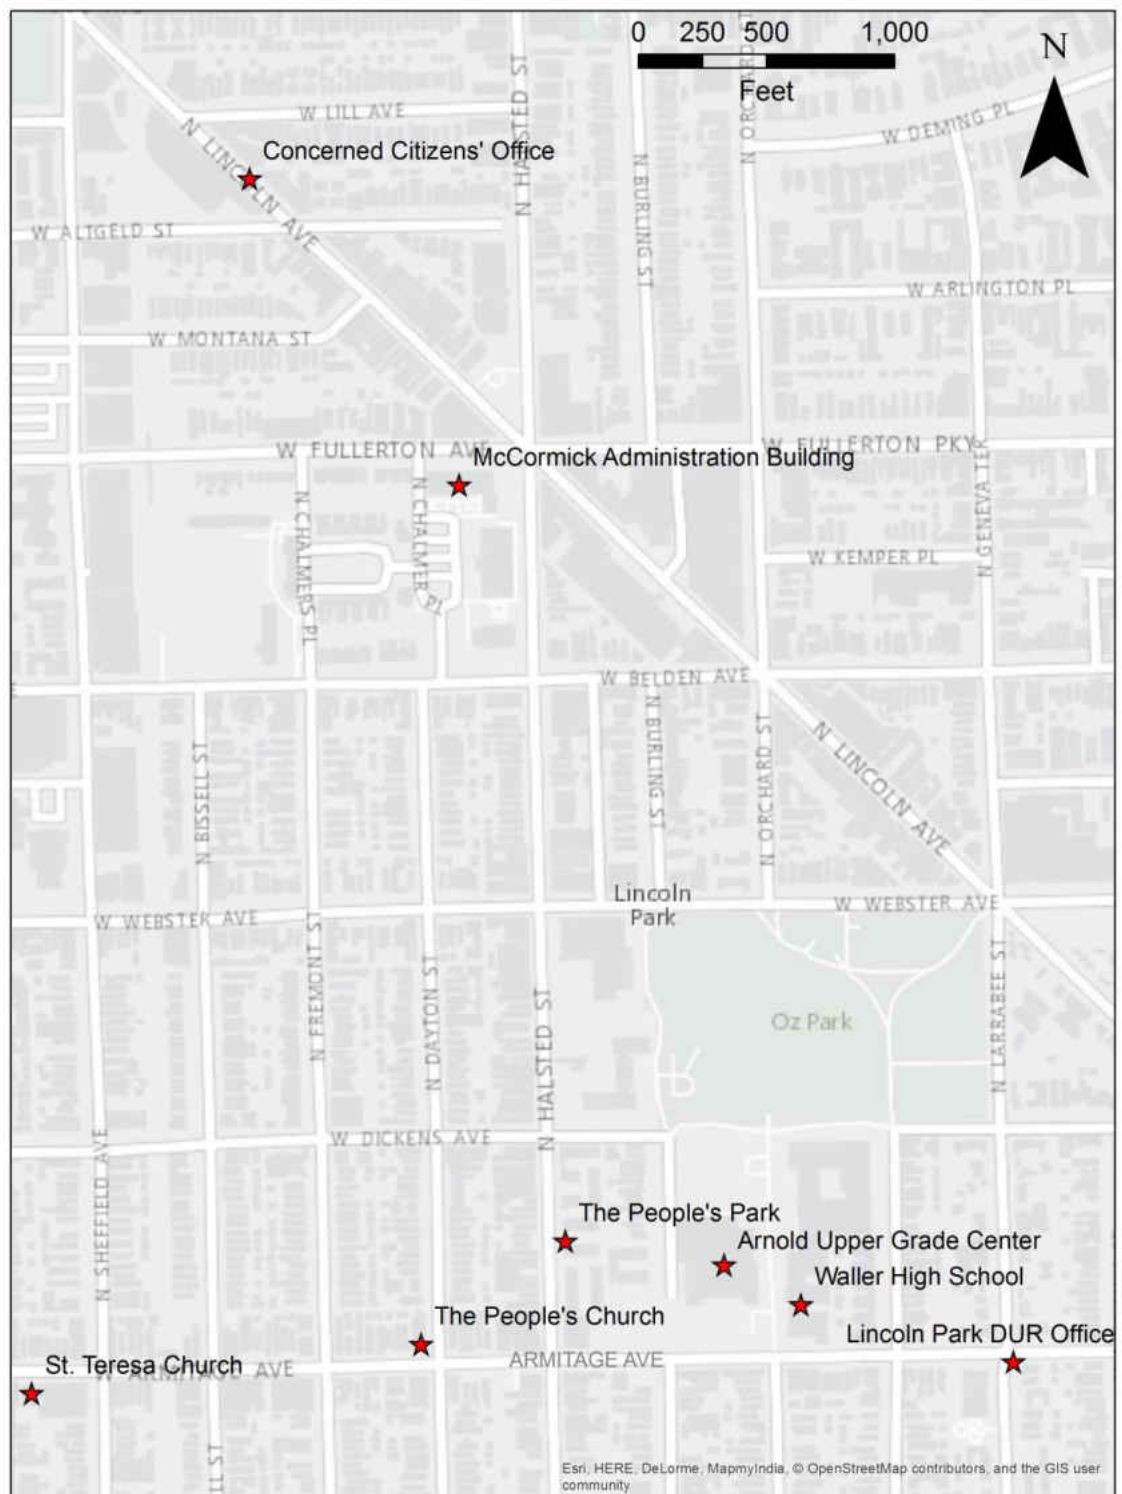 0 250 500 1,000
Feet
N
N HALSTED ST
N ORCHARD ST
W LILL AVE
W DEMING PL
N LINCOLN AVE
Concerned Citizens' Office
N BURLING ST
W ALTGELD ST
W ARLINGTON PL
W MONTANA ST
W FULLERTON AVE
W FULLERTON PKY
McCormick Administration Building
N GENEVA TER
N CHALMERS PL
N CHALMER PL
W KEMPER PL
W BELDEN AVE
N BURLING ST
N BISSELL ST
N ORCHARD ST
N LINCOLN AVE
Lincoln
Park
W WEBSTER AVE
W WEBSTER AVE
N FREMONT ST
N DAYTON ST
N HALSTED ST
Oz Park
N LARRABEE ST
W DICKENS AVE
N SHEFFIELD AVE
The People's Park
Arnold Upper Grade Center
Waller High School
The People's Church
Lincoln Park DUR Office
ARMITAGE AVE
St. Teresa Church
W ARMITAGE AVE
LL ST
Esri, HERE, DeLorme, MapmyIndia, © OpenStreetMap contributors, and the GIS user
community